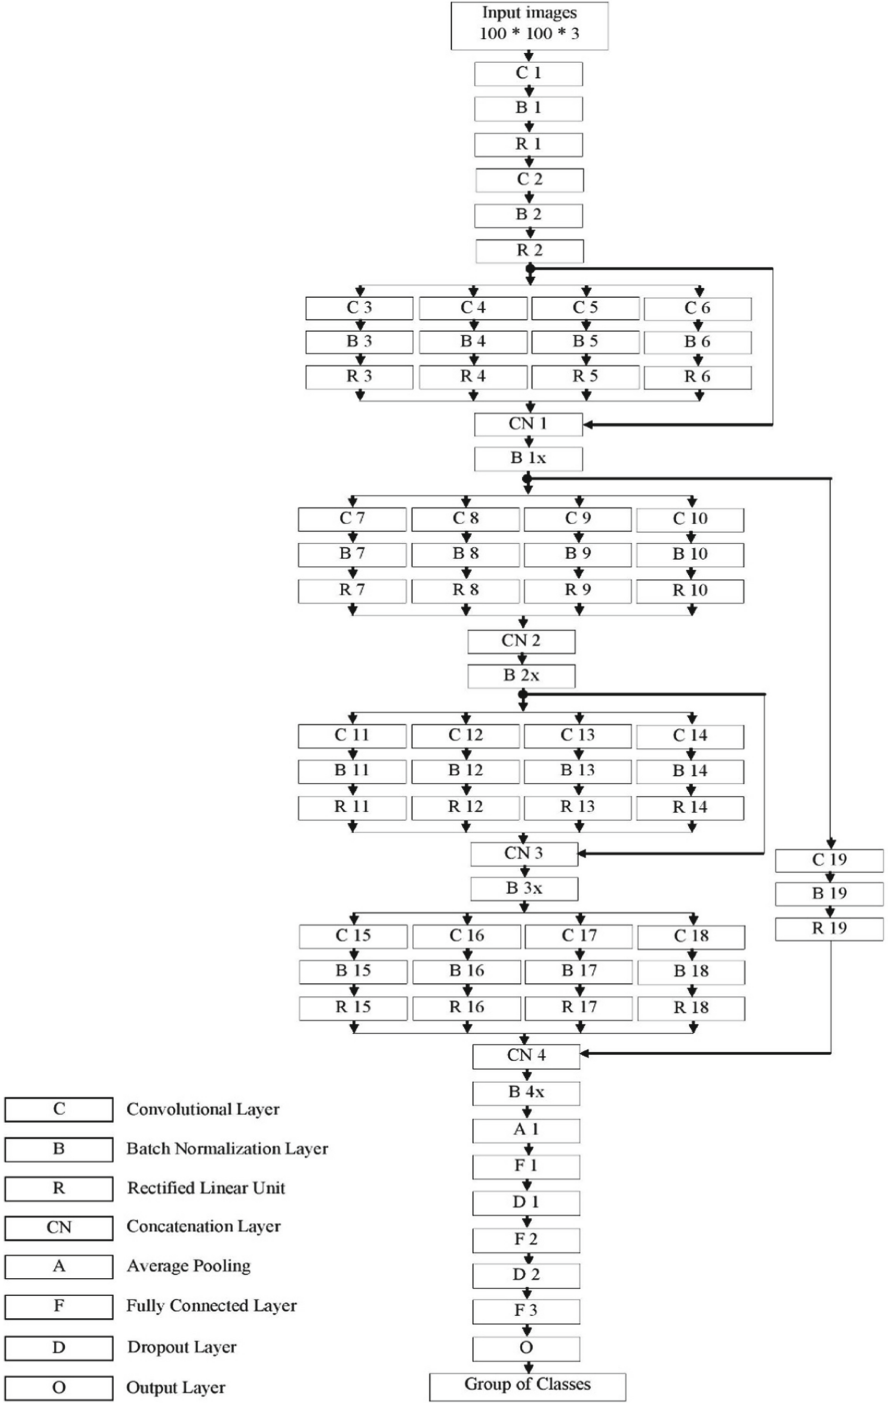 Input images
100 * 100 * 3
C 1
B 1
R 1
C 2
B 2
R 2
C 3 C 4 C 5 C 6
B 3 B 4 B 5 B 6
R 3 R 4 R 5 R 6
CN 1
B 1x
C 7 C 8 C 9 C 10
B 7 B 8 B 9 B 10
R 7 R 8 R 9 R 10
CN 2
B 2x
C 11 C 12 C 13 C 14
B 11 B 12 B 13 B 14
R 11 R 12 R 13 R 14
CN 3
C 19
B 3x
B 19
C 15 C 16 C 17 C 18
R 19
B 15 B 16 B 17 B 18
R 15 R 16 R 17 R 18
CN 4
B 4x
A 1
F 1
D 1
F 2
D 2
F 3
O
Group of Classes
C Convolutional Layer
B Batch Normalization Layer
R Rectified Linear Unit
CN Concatenation Layer
A Average Pooling
F Fully Connected Layer
D Dropout Layer
O Output Layer